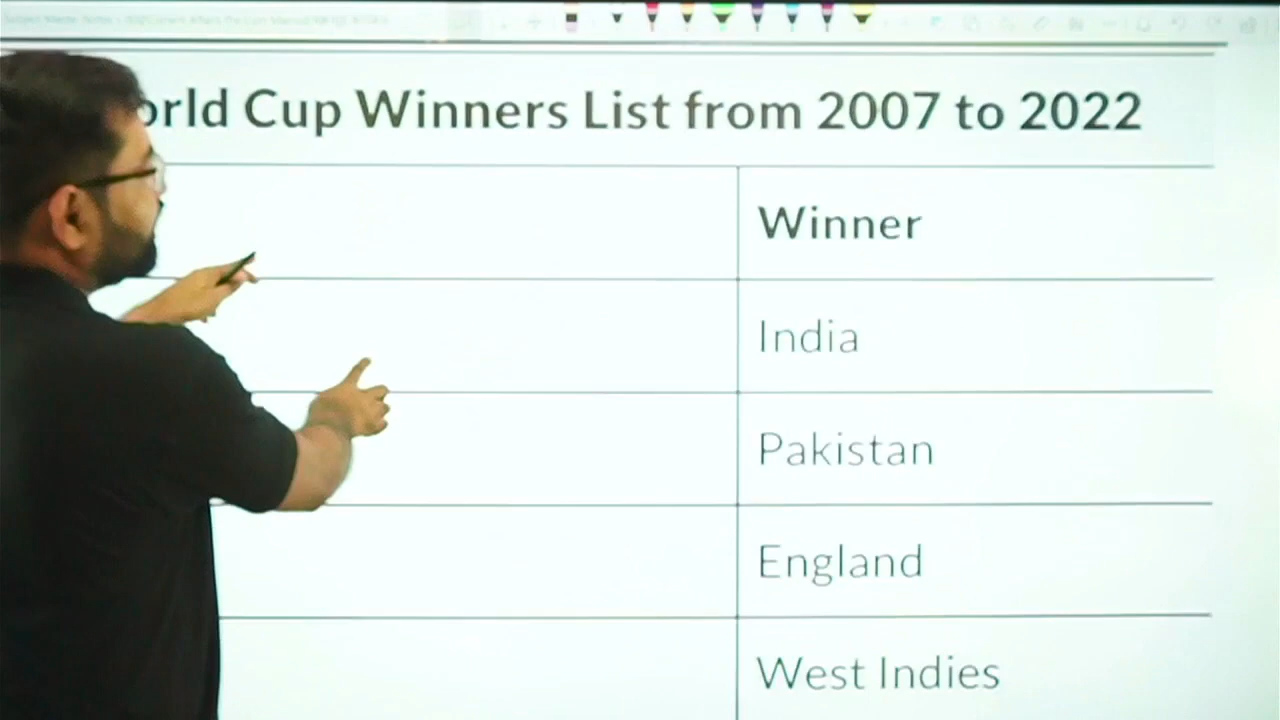 orld Cup Winners List from 2007 to 2022
Winner
India
Pakistan
England
West Indies